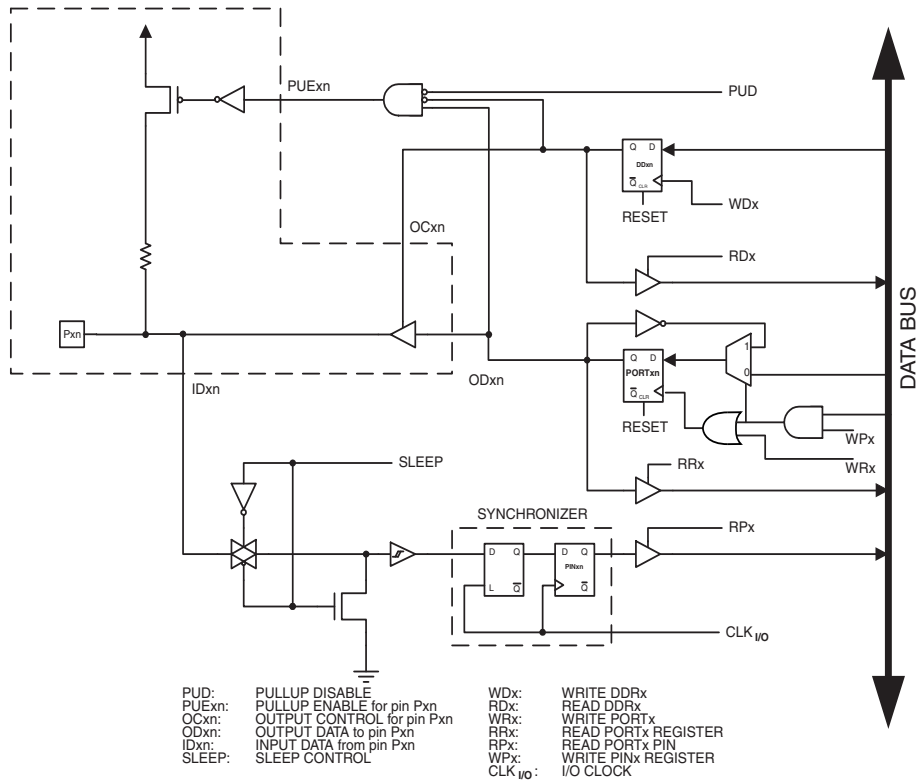 PUExn
PUD
Q D
DDxn
Q CLR
WDx
RESET
OCxn
RDx
Pxn
ODxn
IDxn
1
Q D
PORTxn
0
Q CLR
RESET
WPx
WRx
SLEEP
RRx
SYNCHRONIZER
RPx
D Q
L Q
D Q
PINxn
Q
CLK I/O
DATA BUS
PUD: PULLUP DISABLE
PUExn: PULLUP ENABLE for pin Pxn
OCxn: OUTPUT CONTROL for pin Pxn
ODxn: OUTPUT DATA to pin Pxn
IDxn: INPUT DATA from pin Pxn
SLEEP: SLEEP CONTROL
WDx: WRITE DDRx
RDx: READ DDRx
WRx: WRITE PORTx
RRx: READ PORTx REGISTER
RPx: READ PORTx PIN
WPx: WRITE PINx REGISTER
CLK I/O: I/O CLOCK